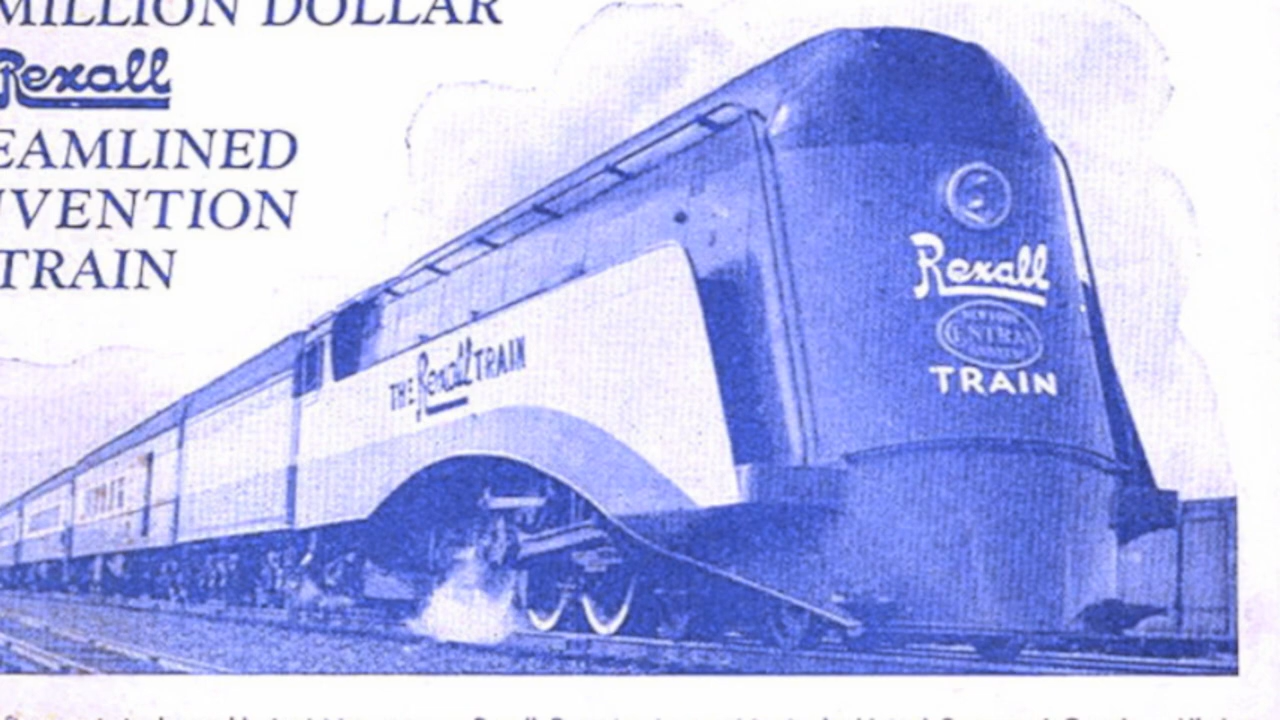 MILLION DOLLAR
Rexall
EAMLINED
VENTION
TRAIN
THE Rexall TRAIN
Rexall
TRAIN